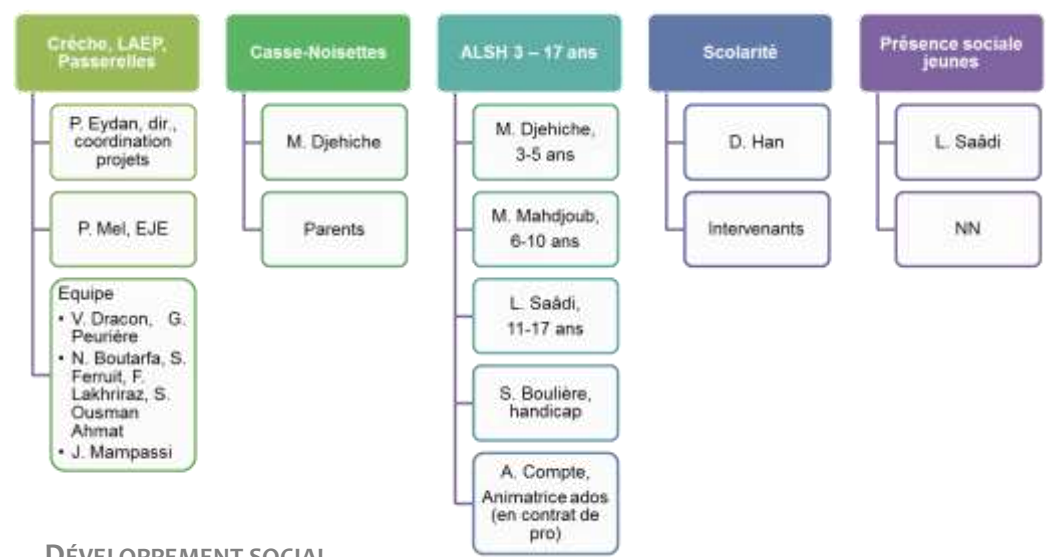 Crèche, LAEP,
Passerelles
P. Eydan, dir.,
coordination
projets
P. Mel, EJE
Equipe
• V. Dracon, G.
Peurière
• N. Boutarfa, S.
Ferruit, F.
Lakhriraz, S.
Ousman
Ahmat
• J. Mampassi
Casse-Noisettes
M. Djehiche
Parents
ALSH 3 – 17 ans
M. Djehiche,
3-5 ans
M. Mahdjoub,
6-10 ans
L. Saâdi,
11-17 ans
S. Boulière,
handicap
A. Compte,
Animatrice ados
(en contrat de
pro)
Scolarité
D. Han
Intervenants
Présence sociale
jeunes
L. Saâdi
NN
DÉVELOPPEMENT SOCIAL